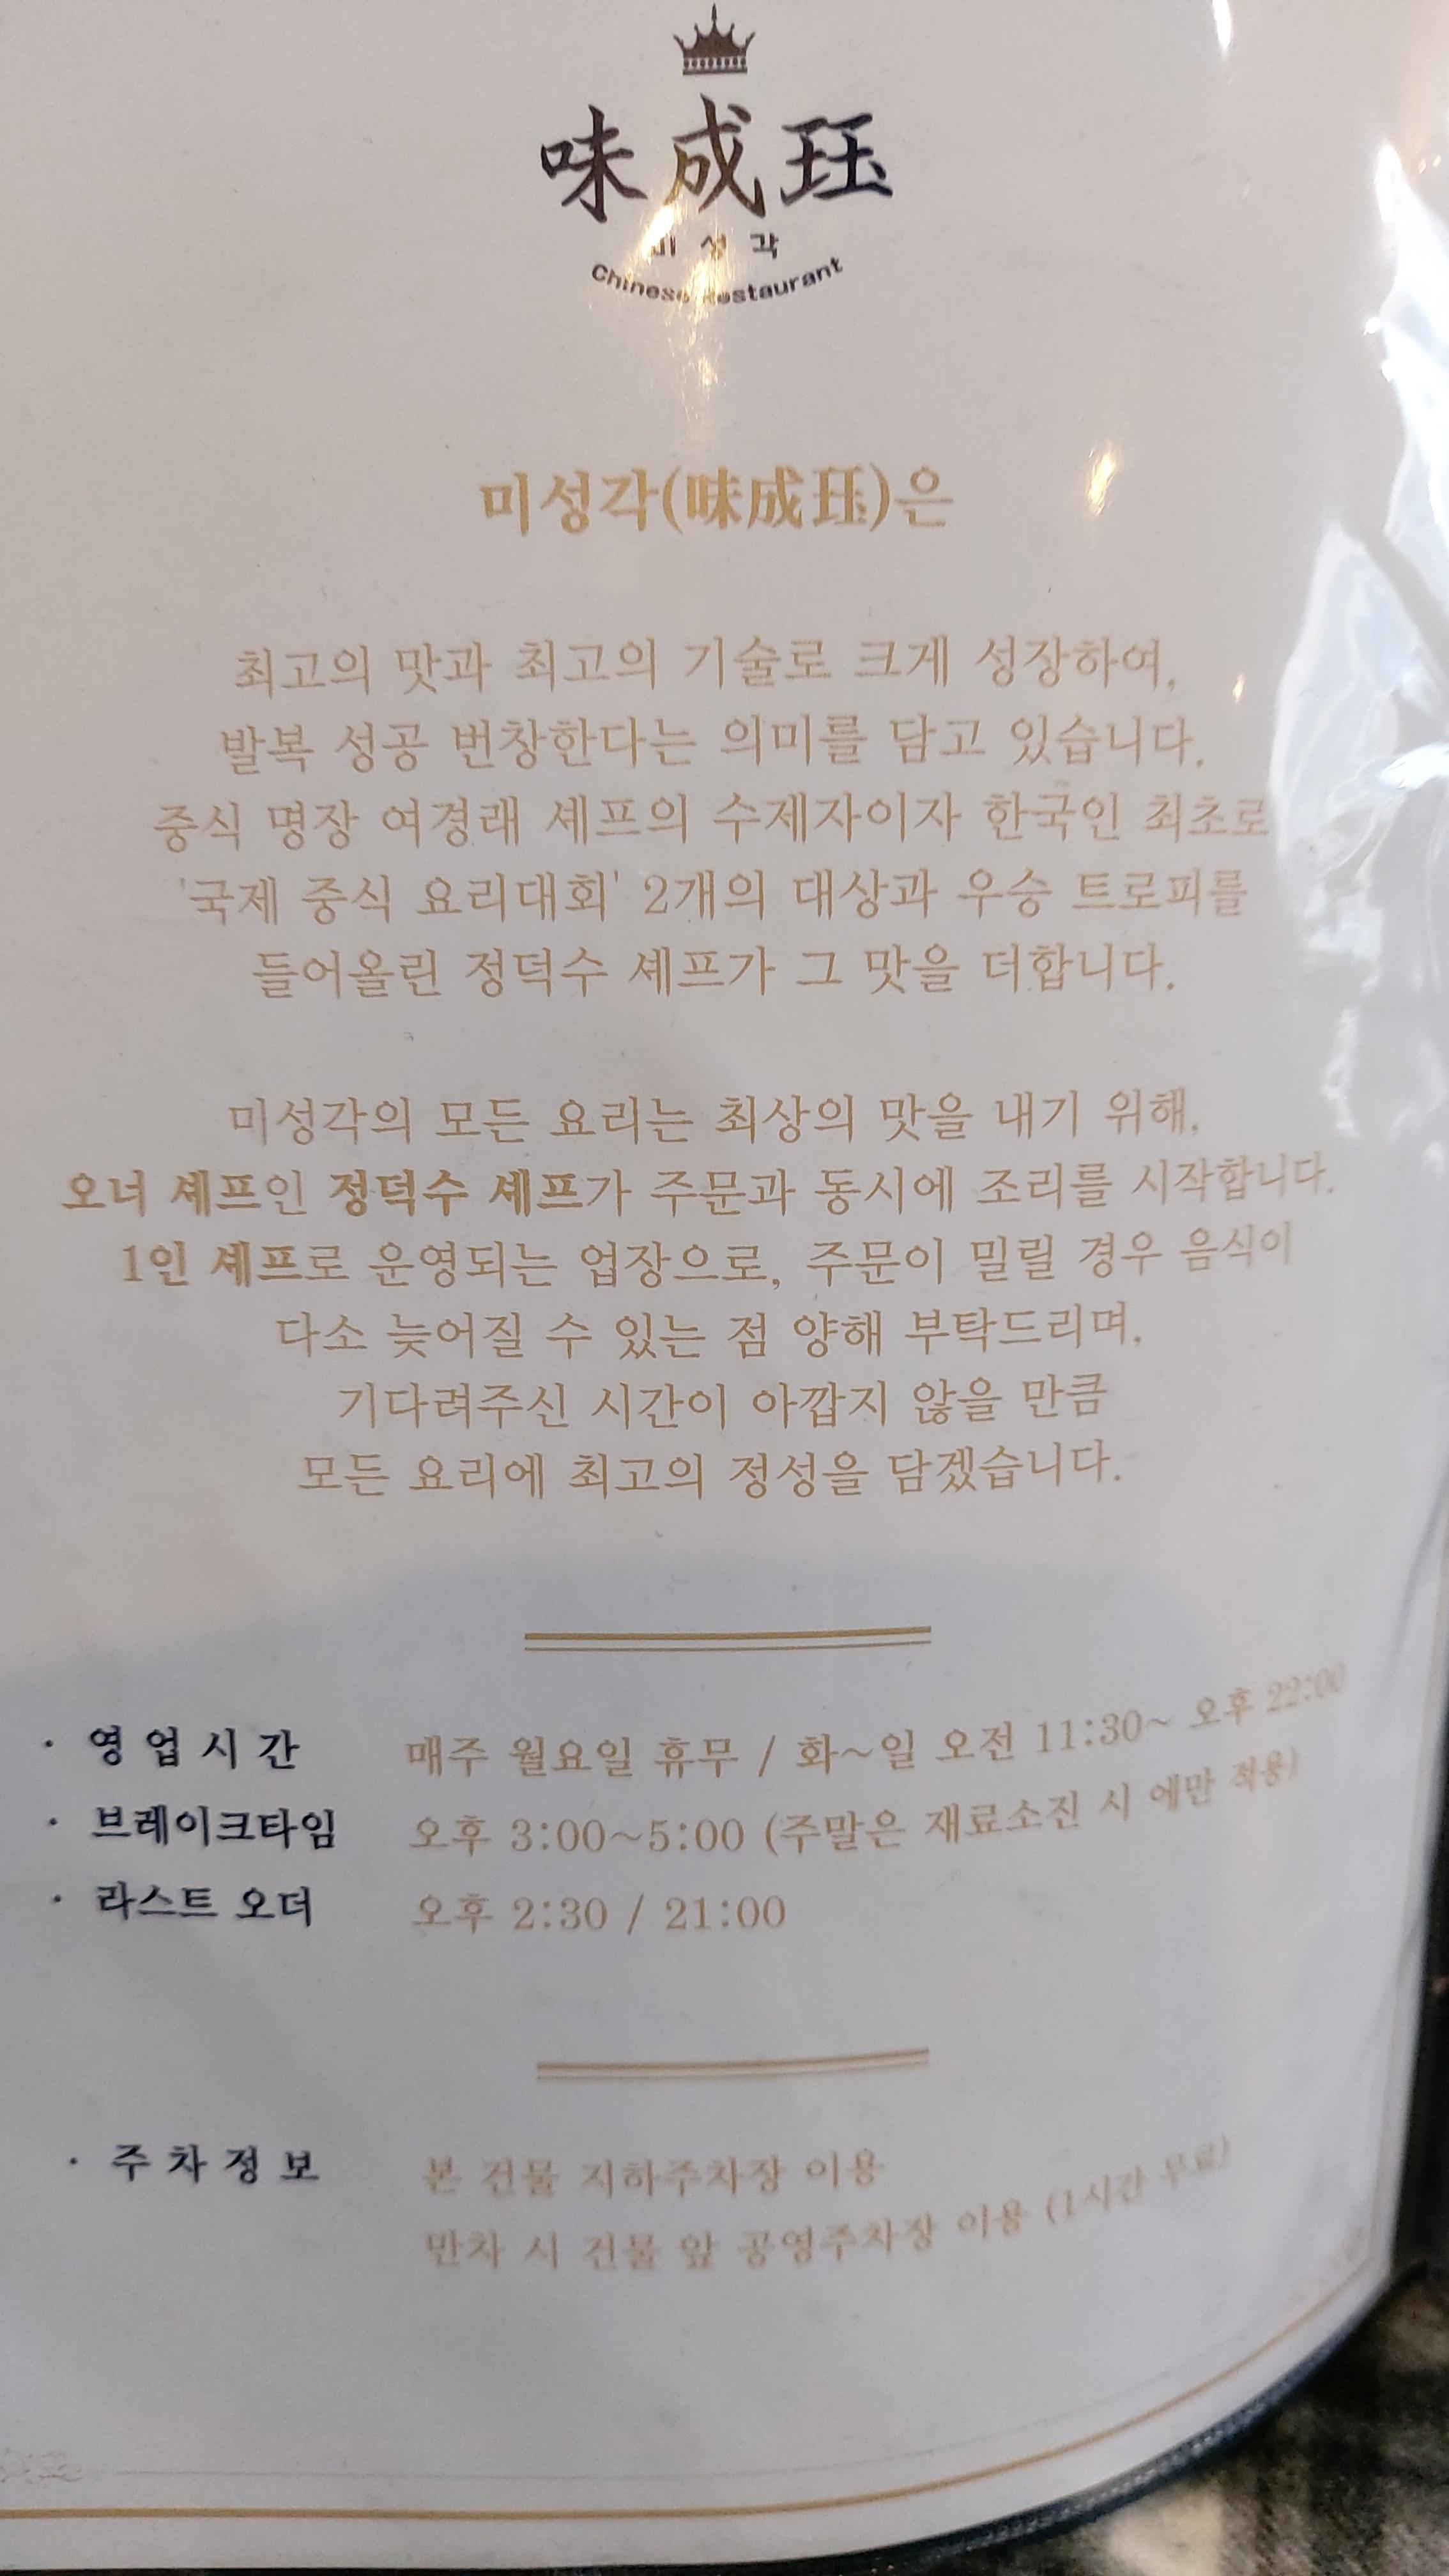 味成珏
미성각
Chinese Restaurant
미성각(味成珏)은
최고의 맛과 최고의 기술로 크게 성장하여,
발복 성공 번창한다는 의미를 담고 있습니다.
중식 명장 여경래 셰프의 수제자이자 한국인 최초로
'국제 중식 요리대회' 2개의 대상과 우승 트로피를
들어올린 정덕수 셰프가 그 맛을 더합니다.
미성각의 모든 요리는 최상의 맛을 내기 위해,
오너 셰프인 정덕수 셰프가 주문과 동시에 조리를 시작합니다.
1인 셰프로 운영되는 업장으로, 주문이 밀릴 경우 음식이
다소 늦어질 수 있는 점 양해 부탁드리며,
기다려주신 시간이 아깝지 않을 만큼
모든 요리에 최고의 정성을 담겠습니다.
· 영업시간 매주 월요일 휴무 / 화~일 오전 11:30~ 오후 22:00
· 브레이크타임 오후 3:00~5:00 (주말은 재료소진 시 에만 적용)
· 라스트 오더 오후 2:30 / 21:00
· 주차정보 본 건물 지하주차장 이용
만차 시 건물 앞 공영주차장 이용 (1시간 무료)